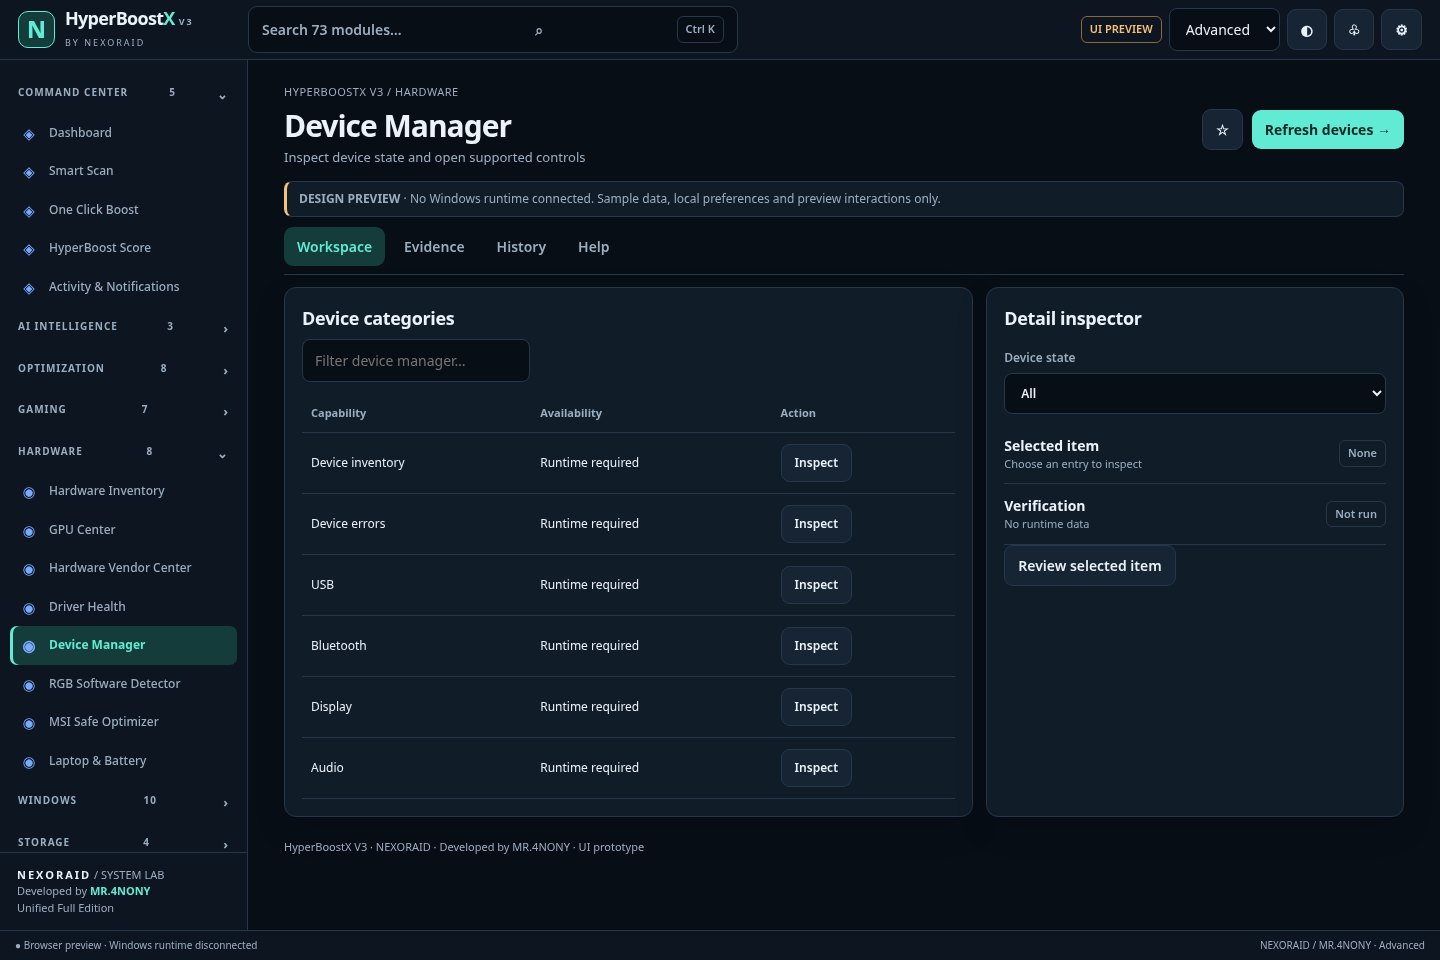 N
HyperBoostX V3
BY NEXORAID
Search 73 modules...
Ctrl K
UI PREVIEW
Advanced
COMMAND CENTER 5
Dashboard
Smart Scan
One Click Boost
HyperBoost Score
Activity & Notifications
AI INTELLIGENCE 3
OPTIMIZATION 8
GAMING 7
HARDWARE 8
Hardware Inventory
GPU Center
Hardware Vendor Center
Driver Health
Device Manager
RGB Software Detector
MSI Safe Optimizer
Laptop & Battery
WINDOWS 10
STORAGE 4
NEXORAID / SYSTEM LAB
Developed by MR.4NONY
Unified Full Edition
HYPERBOOSTX V3 / HARDWARE
Device Manager
Inspect device state and open supported controls
Refresh devices →
DESIGN PREVIEW · No Windows runtime connected. Sample data, local preferences and preview interactions only.
Workspace Evidence History Help
Device categories
Filter device manager...
Capability Availability Action
Device inventory Runtime required Inspect
Device errors Runtime required Inspect
USB Runtime required Inspect
Bluetooth Runtime required Inspect
Display Runtime required Inspect
Audio Runtime required Inspect
Detail inspector
Device state
All
Selected item
Choose an entry to inspect
None
Verification
No runtime data
Not run
Review selected item
HyperBoostX V3 · NEXORAID · Developed by MR.4NONY · UI prototype
● Browser preview · Windows runtime disconnected
NEXORAID / MR.4NONY · Advanced